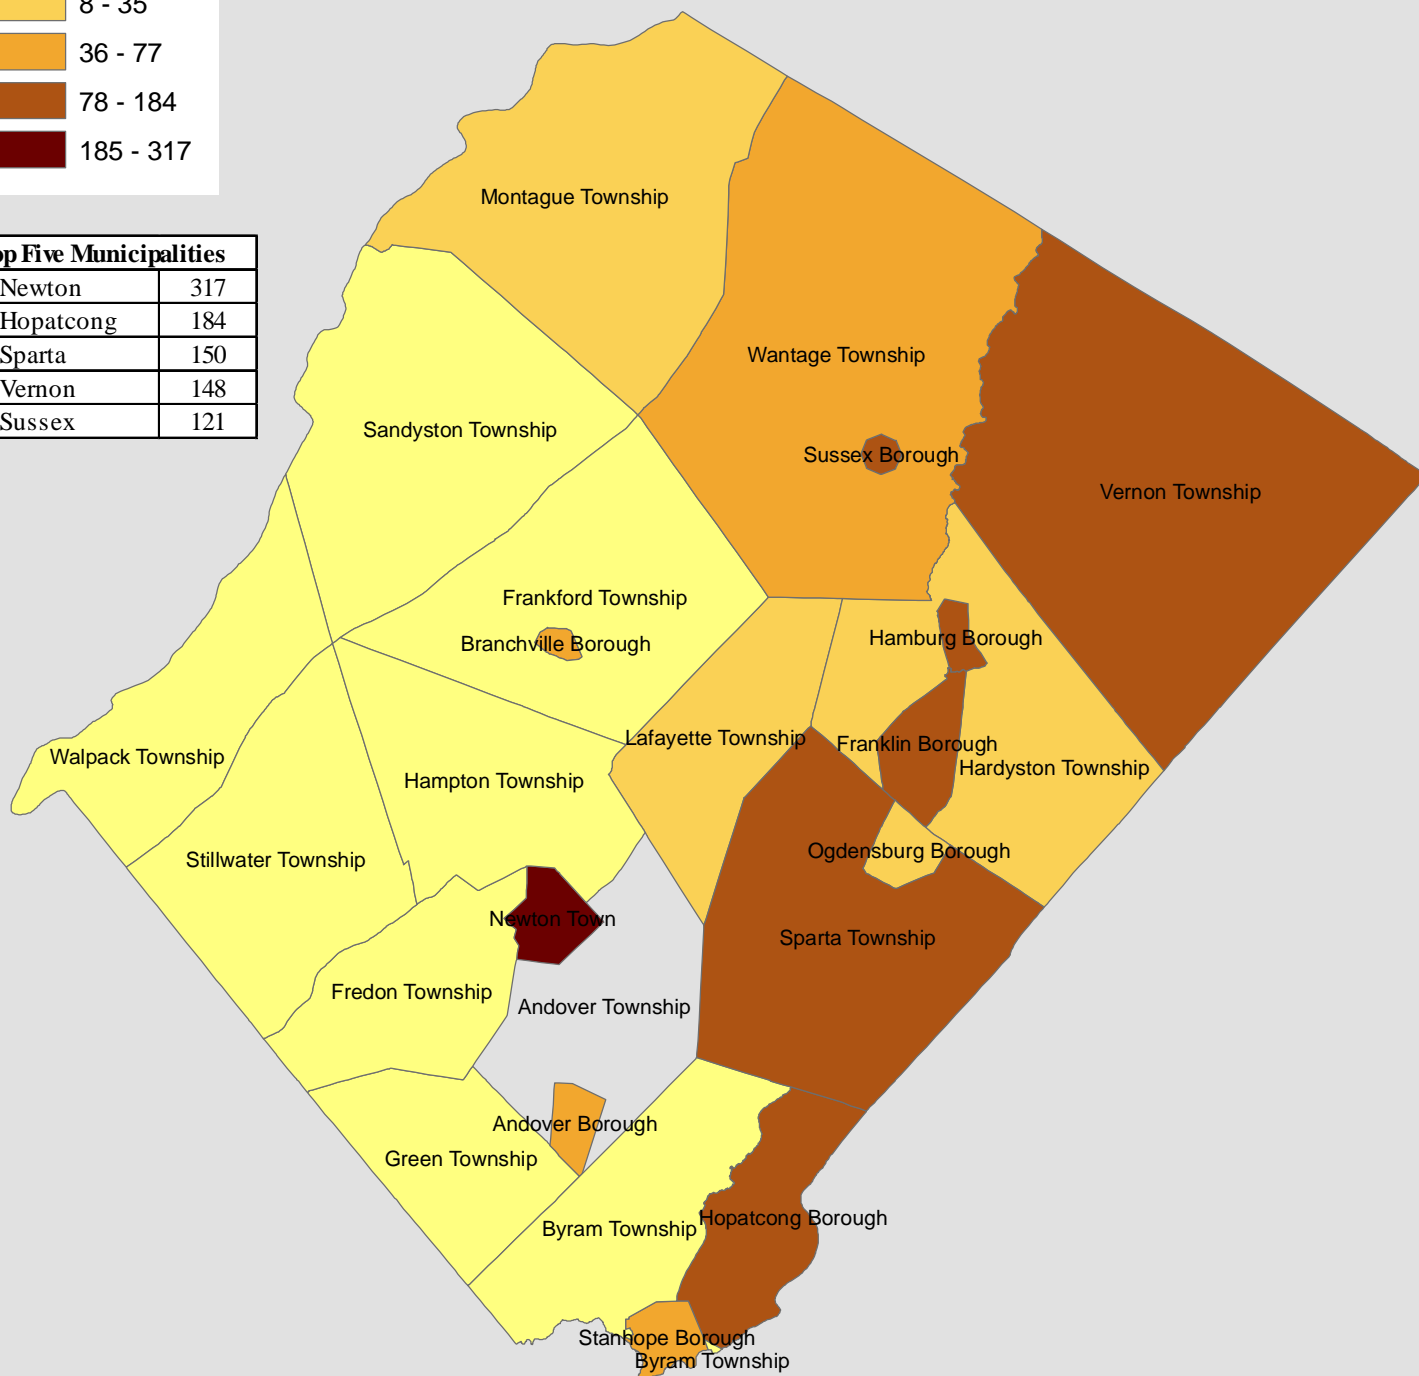 8 - 35
36 - 77
78 - 184
185 - 317
op Five Municipalities
Newton 317
Hopatcong 184
Sparta 150
Vernon 148
Sussex 121
Montague Township
Wantage Township
Sandyston Township
Sussex Borough
Vernon Township
Frankford Township
Branchville Borough
Hamburg Borough
Lafayette Township
Franklin Borough
Walpack Township
Hampton Township
Hardyston Township
Stillwater Township
Ogdensburg Borough
Newton Town
Sparta Township
Fredon Township
Andover Township
Andover Borough
Green Township
Hopatcong Borough
Byram Township
Stanhope Borough
Byram Township